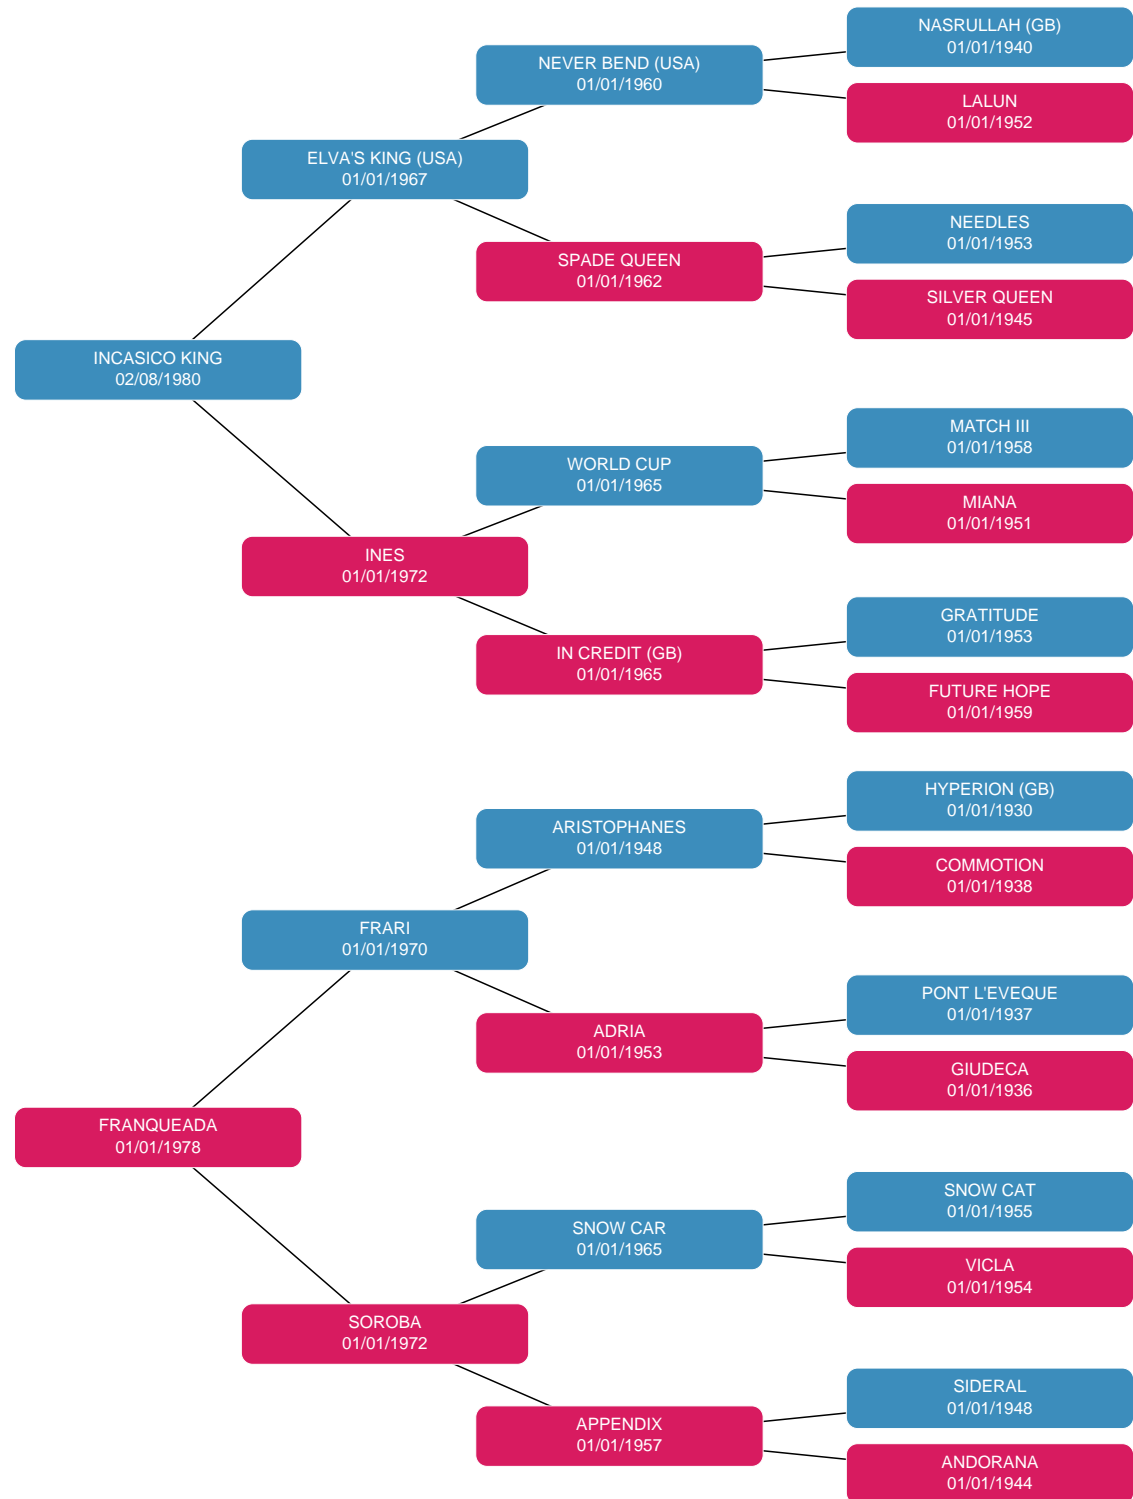 NASRULLAH (GB)
01/01/1940
NEVER BEND (USA)
01/01/1960
LALUN
01/01/1952
ELVA'S KING (USA)
01/01/1967
NEEDLES
01/01/1953
SPADE QUEEN
01/01/1962
SILVER QUEEN
01/01/1945
INCASICO KING
02/08/1980
MATCH III
01/01/1958
WORLD CUP
01/01/1965
MIANA
01/01/1951
INES
01/01/1972
GRATITUDE
01/01/1953
IN CREDIT (GB)
01/01/1965
FUTURE HOPE
01/01/1959
HYPERION (GB)
01/01/1930
ARISTOPHANES
01/01/1948
COMMOTION
01/01/1938
FRARI
01/01/1970
PONT L'EVEQUE
01/01/1937
ADRIA
01/01/1953
GIUDECA
01/01/1936
FRANQUEADA
01/01/1978
SNOW CAT
01/01/1955
SNOW CAR
01/01/1965
VICLA
01/01/1954
SOROBA
01/01/1972
SIDERAL
01/01/1948
APPENDIX
01/01/1957
ANDORANA
01/01/1944